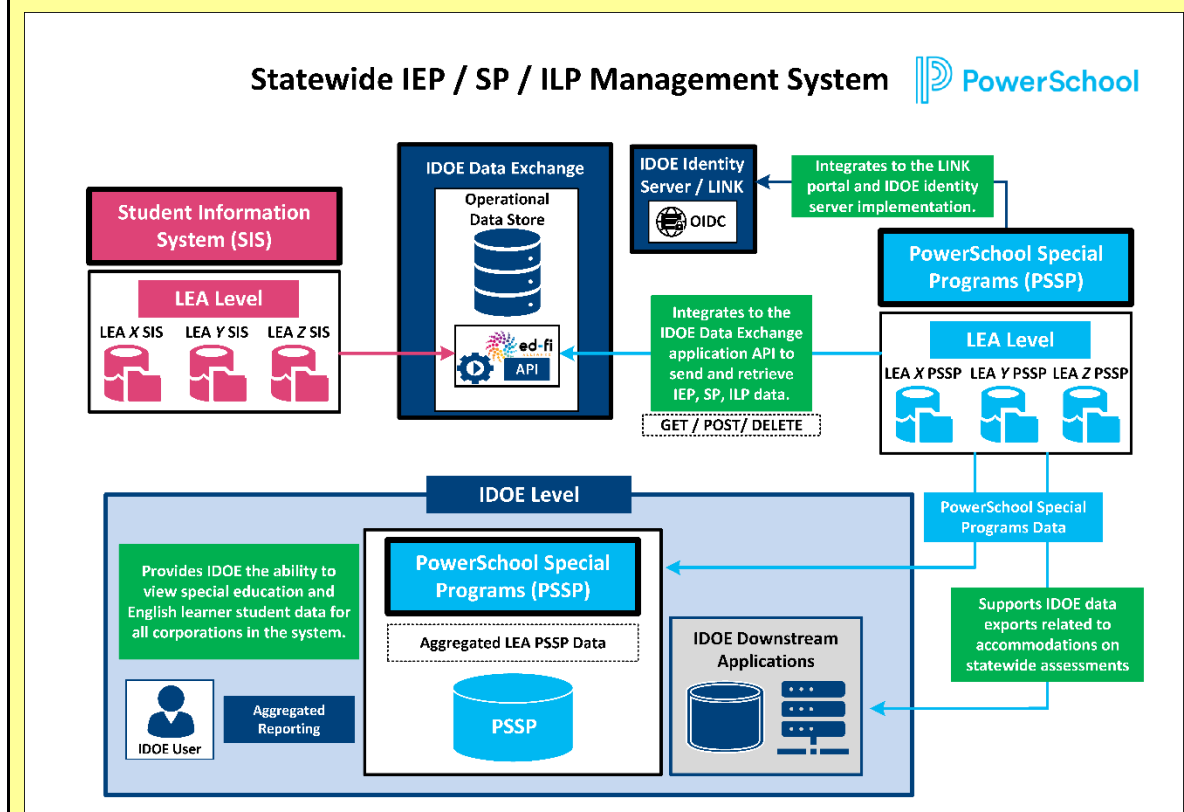 Statewide IEP / SP / ILP Management System
PowerSchool
IDOE Data Exchange
Operational
Data Store
ed-fi
API
IDOE Identity
Server / LINK
OIDC
Integrates to the LINK
portal and IDOE identity
server implementation.
Student Information
System (SIS)
LEA Level
LEA X SIS
LEA Y SIS
LEA Z SIS
Integrates to the
IDOE Data Exchange
application API to
send and retrieve
IEP, SP, ILP data.
GET / POST/ DELETE
PowerSchool Special
Programs (PSSP)
LEA Level
LEA X PSSP
LEA Y PSSP
LEA Z PSSP
PowerSchool Special
Programs Data
Supports IDOE data
exports related to
accommodations on
statewide assessments
IDOE Level
Provides IDOE the ability to
view special education and
English learner student data for
all corporations in the system.
IDOE User
Aggregated
Reporting
PowerSchool Special
Programs (PSSP)
Aggregated LEA PSSP Data
PSSP
IDOE Downstream
Applications